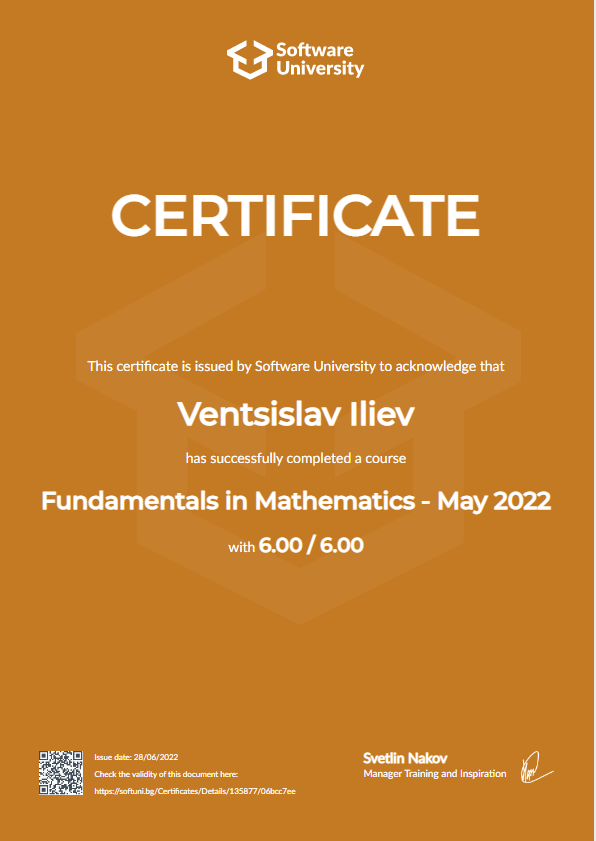 Software
University
CERTIFICATE
This certificate is issued by Software University to acknowledge that
Ventsislav Iliev
has successfully completed a course
Fundamentals in Mathematics - May 2022
with 6.00 / 6.00
Issue date: 28/06/2022
Check the validity of this document here:
https://softuni.bg/Certificates/Details/135877/06bcc7ee
Svetlin Nakov
Manager Training and Inspiration